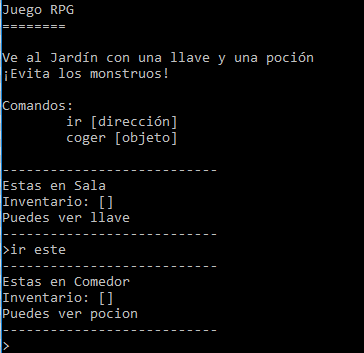 Juego RPG
========
Ve al Jardín con una llave y una poción
¡Evita los monstruos!
Comandos:
ir [dirección]
coger [objeto]
---------------------------
Estas en Sala
Inventario: []
Puedes ver llave
---------------------------
>ir este
---------------------------
Estas en Comedor
Inventario: []
Puedes ver pocion
---------------------------
>